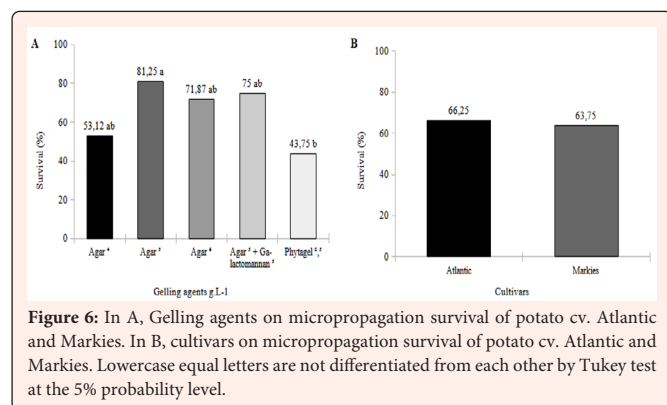 A
B
100
80
60
40
20
0
Survival (%)
53,12 ab
81,25 a
71,87 ab
75 ab
43,75 b
Agar ⁴
Agar ⁵
Agar ⁶
Agar ⁵ + Ga-
lactomannan ⁵
Phytagel
Gelling agents g.L-1
100
80
60
40
20
0
Survival (%)
66,25
63,75
Atlantic
Markies
Cultivars
Figure 6: In A, Gelling agents on micropropagation survival of potato cv. Atlantic
and Markies. In B, cultivars on micropropagation survival of potato cv. Atlantic and
Markies. Lowercase equal letters are not differentiated from each other by Tukey test
at the 5% probability level.